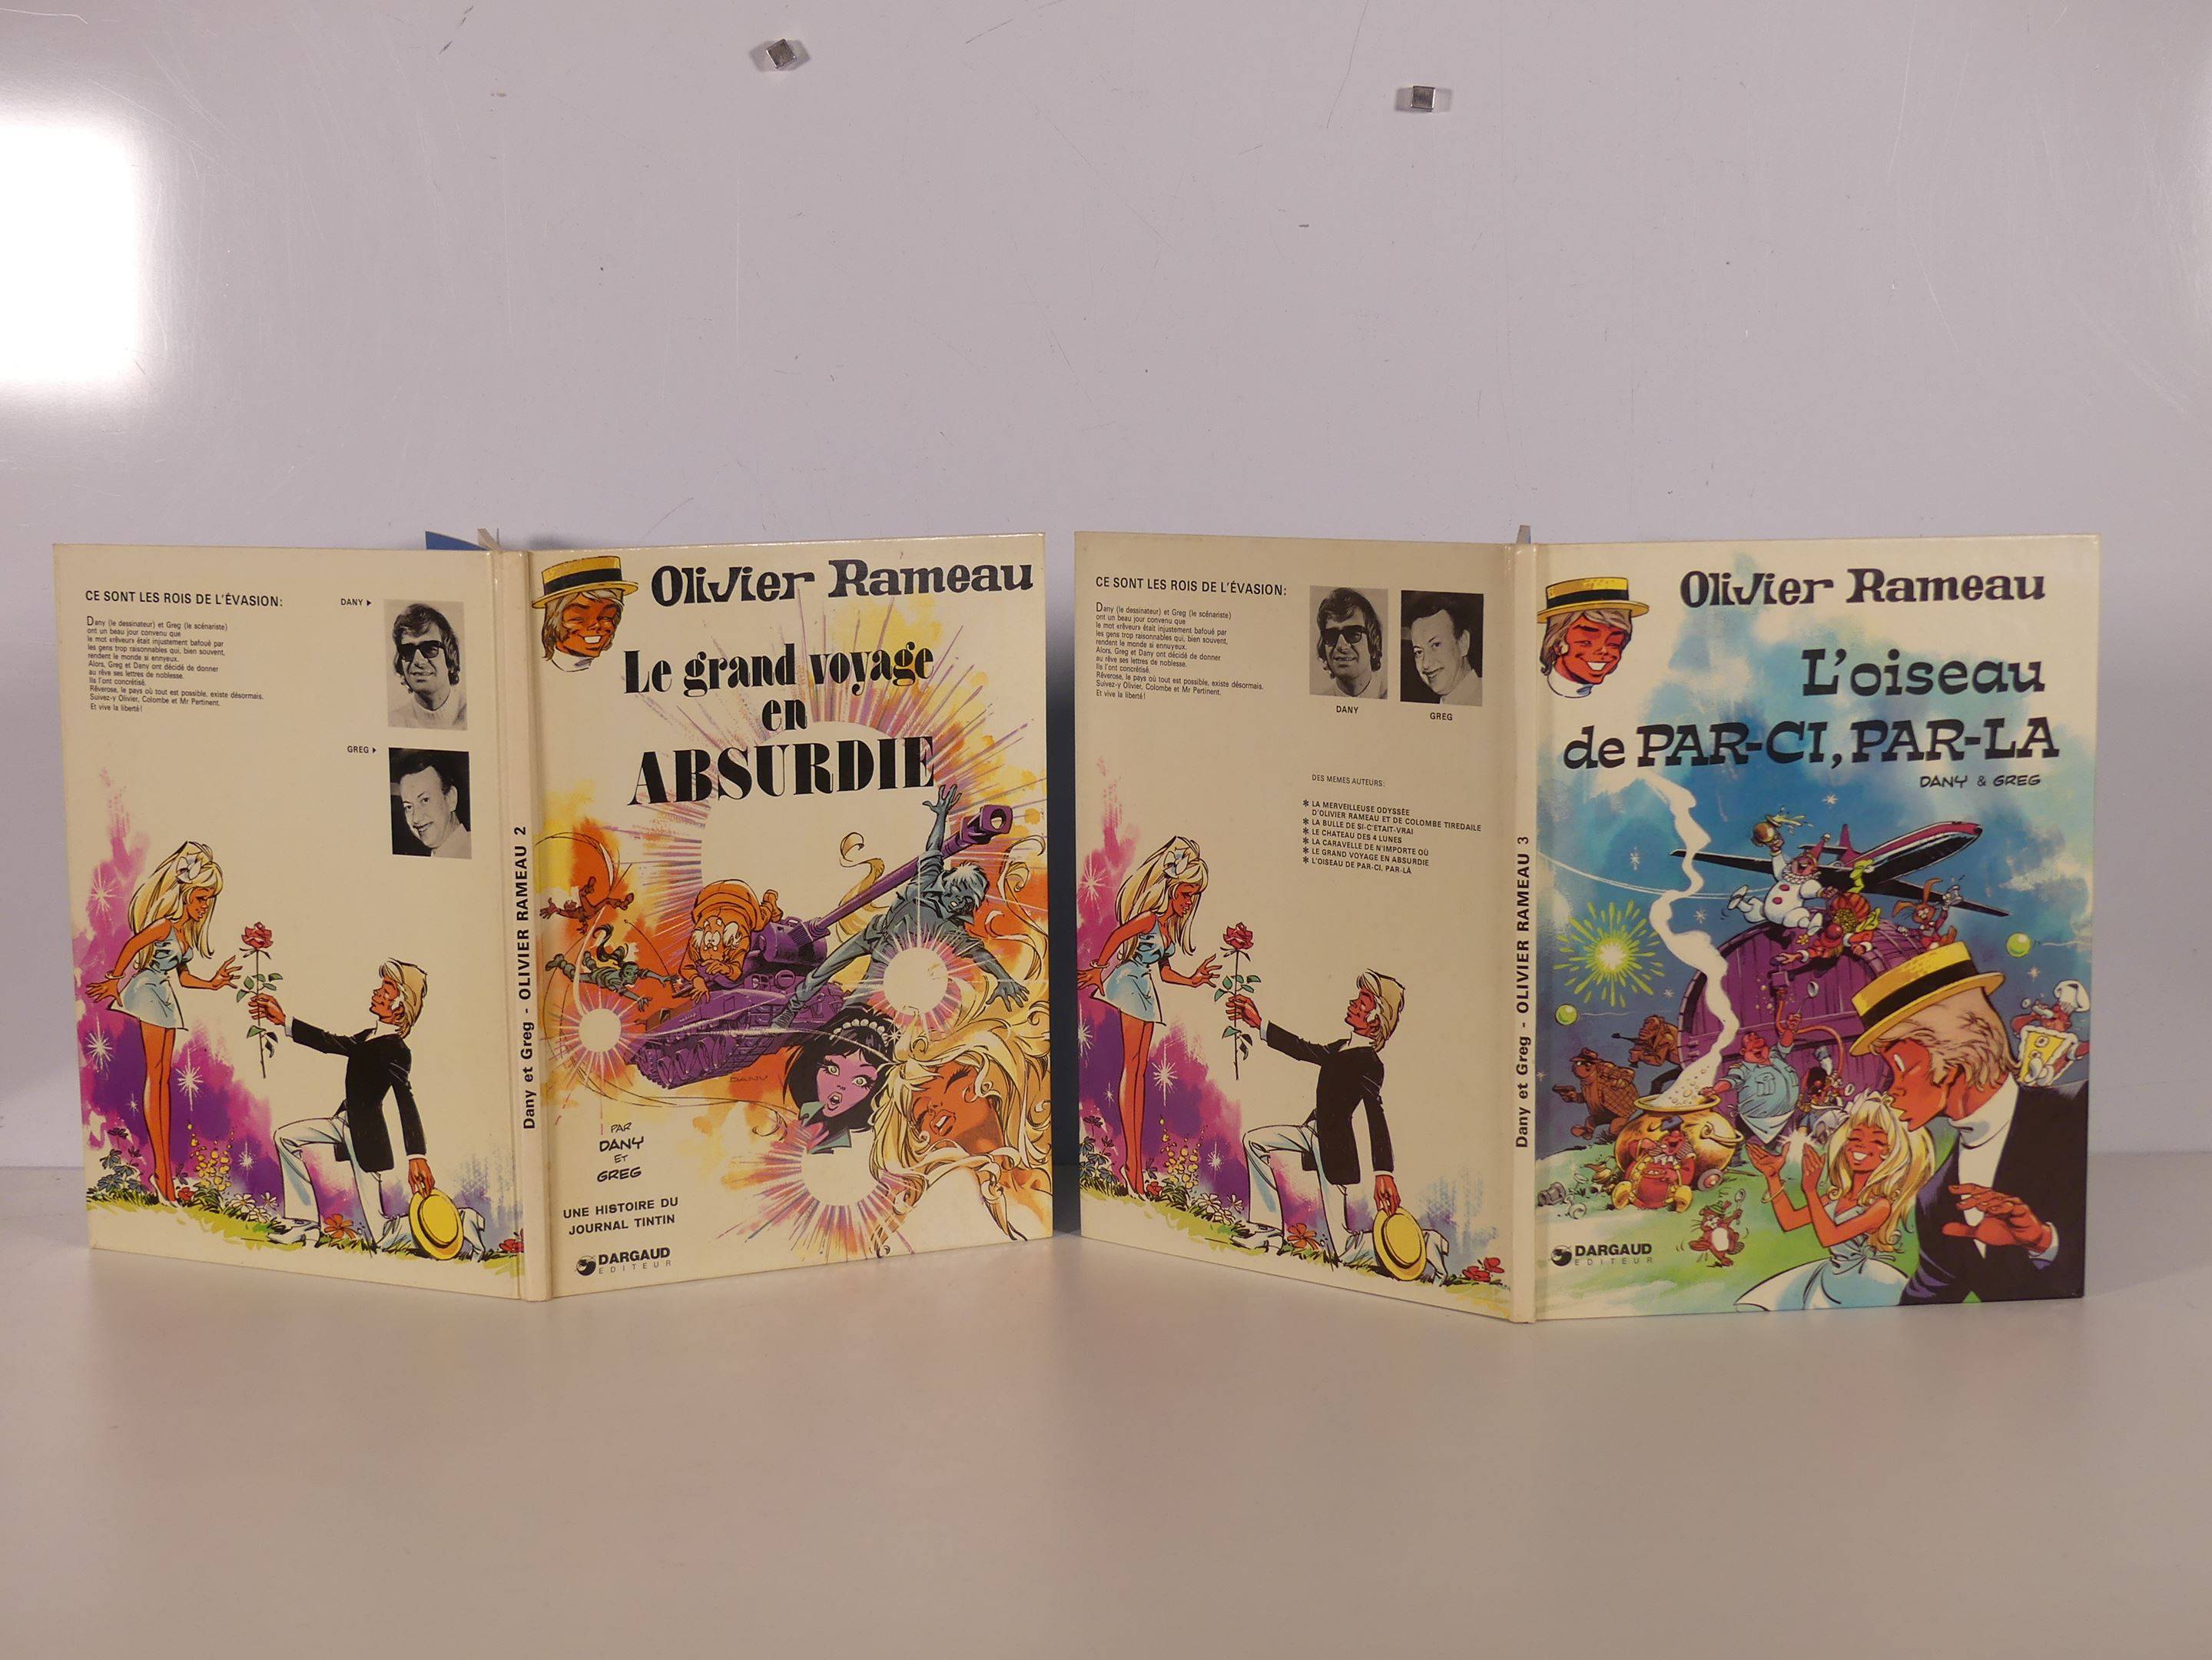 CE SONT LES ROIS DE L'ÉVASION:
Dany (le dessinateur) et Greg (le scénariste)
ont un beau jour convenu que
le mot «rêveur» était injustement bafoué par
les gens trop raisonnables qui, bien souvent,
rendent le monde si ennyeux.
Alors, Greg et Dany ont décidé de donner
au rêve ses lettres de noblesse.
Ils l'ont concrétisé.
Rêverose, le pays où tout est possible, existe désormais.
Suivez-y Olivier, Colombe et Mr Pertinent.
Et vive la liberté!
DANY
GREG
Dany et Greg - OLIVIER RAMEAU 2
Olivier Rameau
Le grand voyage
en
ABSURDIE
DANY
PAR
DANY
ET
GREG
UNE HISTOIRE DU
JOURNAL TINTIN
DARGAUD
EDITEUR
CE SONT LES ROIS DE L'ÉVASION:
Dany (le dessinateur) et Greg (le scénariste)
ont un beau jour convenu que
le mot «rêveur» était injustement bafoué par
les gens trop raisonnables qui, bien souvent,
rendent le monde si ennuyeux.
Alors, Greg et Dany ont décidé de donner
au rêve ses lettres de noblesse.
Ils l'ont concrétisé.
Rêverose, le pays où tout est possible, existe désormais.
Suivez-y Olivier, Colombe et Mr Pertinent.
Et vive la liberté!
DANY
GREG
DES MEMES AUTEURS:
* LA MERVEILLEUSE ODYSSÉE
D'OLIVIER RAMEAU ET DE COLOMBE TIREDAILE
* LA BULLE DE SI-C'ETAIT-VRAI
* LE CHATEAU DES 4 LUNES
* LA CARAVELLE DE N'IMPORTE OÙ
* LE GRAND VOYAGE EN ABSURDIE
* L'OISEAU DE PAR-CI, PAR-LÀ
Dany et Greg - OLIVIER RAMEAU 3
Olivier Rameau
L'oiseau
de PAR-CI, PAR-LA
DANY & GREG
DARGAUD
EDITEUR